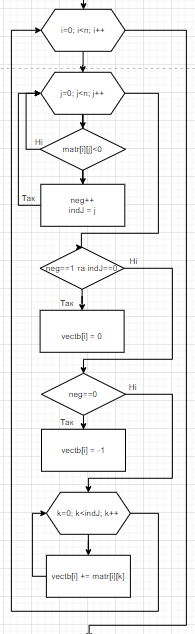 i=0; i<n; i++
j=0; j<n; j++
Ні
matr[i][j]<0
Так
neg++
indJ = j
neg==1 та indJ==0
Ні
Так
vectb[i] = 0
neg==0
Ні
Так
vectb[i] = -1
k=0; k<indJ; k++
vectb[i] += matr[i][k]